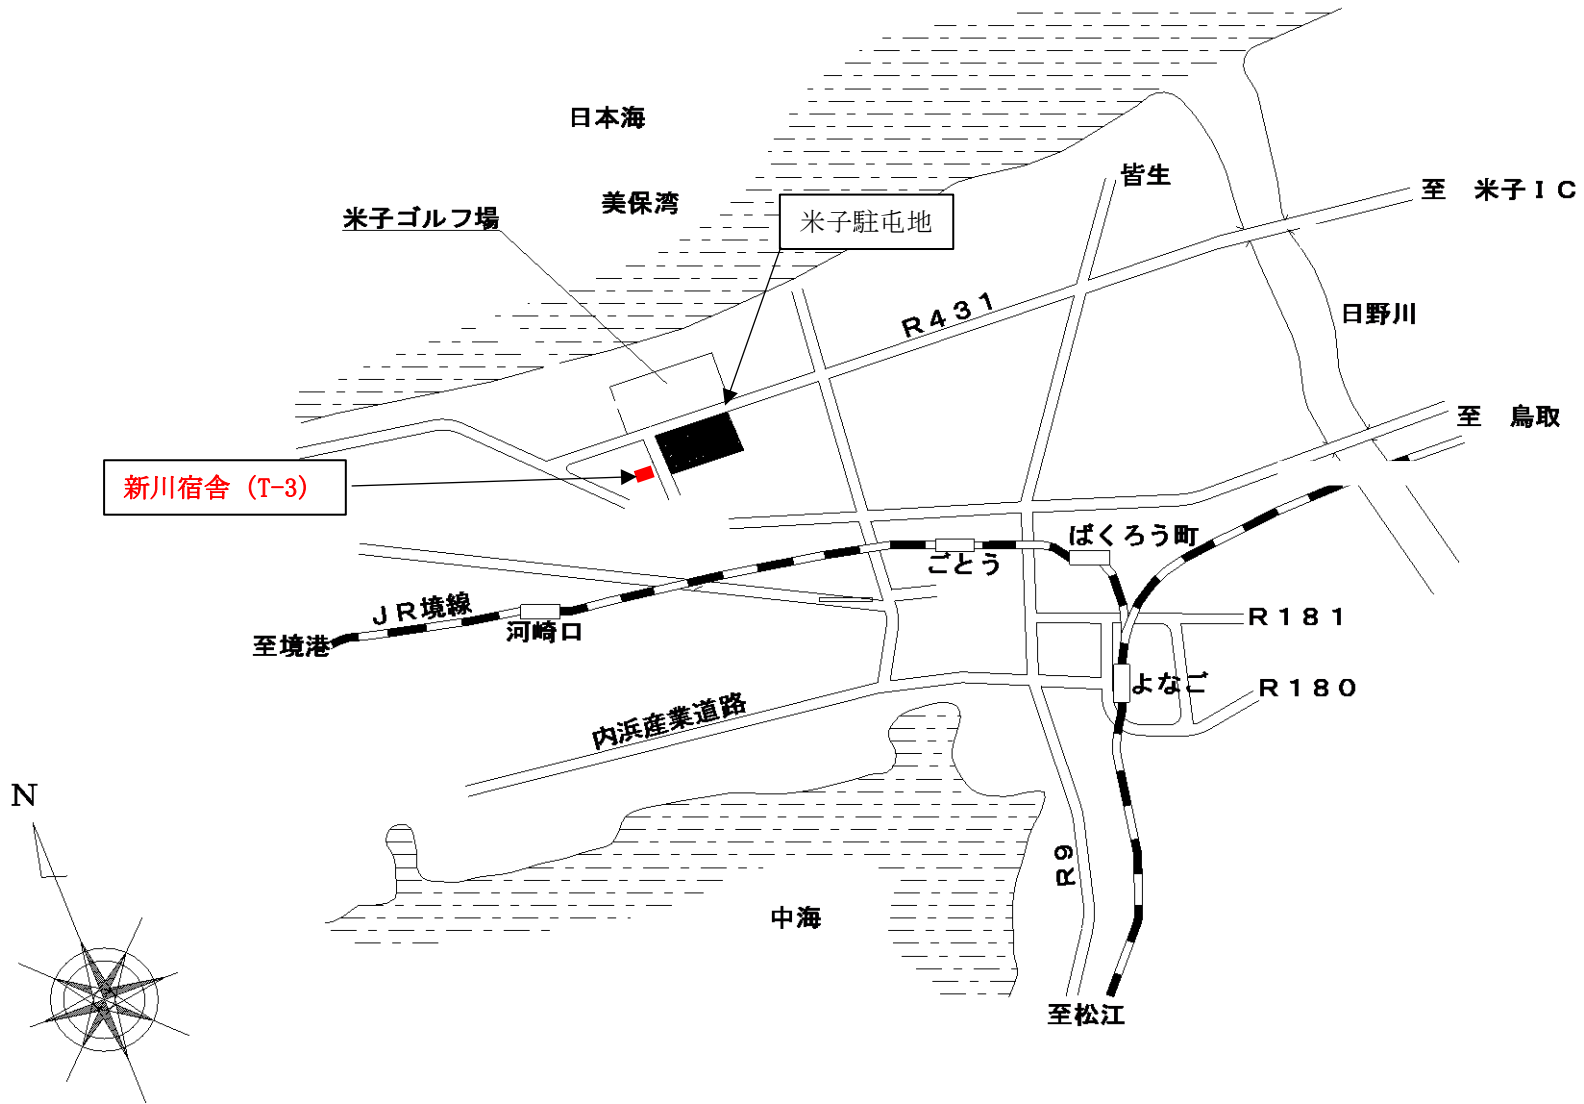 日本海
皆生
至 米子IC
美保湾
米子ゴルフ場
米子駐屯地
R431
日野川
至 鳥取
新川宿舎（T-3）
ばくろう町
ごとう
JR境線
河崎口
至境港
R181
よなご
R180
内浜産業道路
N
R9
中海
至松江